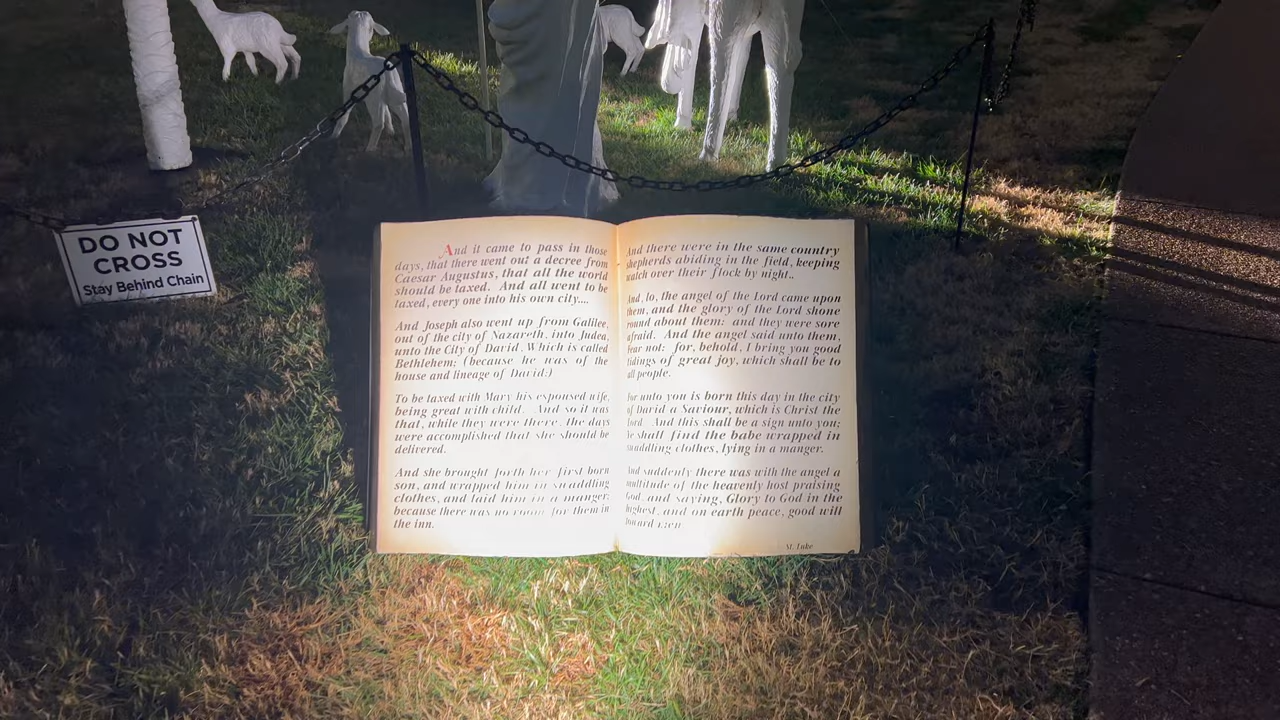 DO NOT
CROSS
Stay Behind Chain
And it came to pass in those
days, that there went out a decree from
Caesar Augustus, that all the world
should be taxed. And all went to be
taxed, every one into his own city....
And Joseph also went up from Galilee,
out of the city of Nazareth, into Judea,
unto the City of David, Which is called
Bethlehem; (because he was of the
house and lineage of David:)
To be taxed with Mary his espoused wife,
being great with child. And so it was
that, while they were there, the days
were accomplished that she should be
delivered.
And she brought forth her first born
son, and wrapped him in swaddling
clothes, and laid him in a manger;
because there was no room for them in
the inn.
And there were in the same country
shepherds abiding in the field, keeping
watch over their flock by night..
And, lo, the angel of the Lord came upon
them, and the glory of the Lord shone
round about them: and they were sore
afraid. And the angel said unto them,
Fear not: for, behold, I bring you good
tidings of great joy, which shall be to
all people.
For unto you is born this day in the city
of David a Saviour, which is Christ the
Lord. And this shall be a sign unto you;
Ye shall find the babe wrapped in
swaddling clothes, lying in a manger.
And suddenly there was with the angel a
multitude of the heavenly host praising
God, and saying, Glory to God in the
highest, and on earth peace, good will
toward men
St. Luke